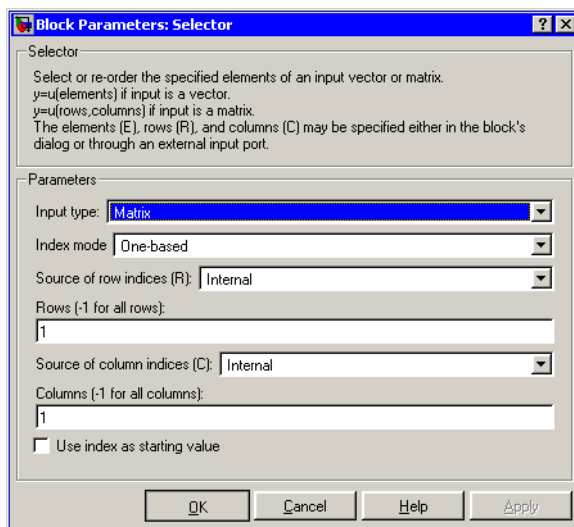 Block Parameters: Selector
Selector
Select or re-order the specified elements of an input vector or matrix.
y=u(elements) if input is a vector.
y=u(rows,columns) if input is a matrix.
The elements (E), rows (R), and columns (C) may be specified either in the block's
dialog or through an external input port.
Parameters
Input type: Matrix
Index mode One-based
Source of row indices (R): Internal
Rows (-1 for all rows):
1
Source of column indices (C): Internal
Columns (-1 for all columns):
1
Use index as starting value
OK Cancel Help Apply